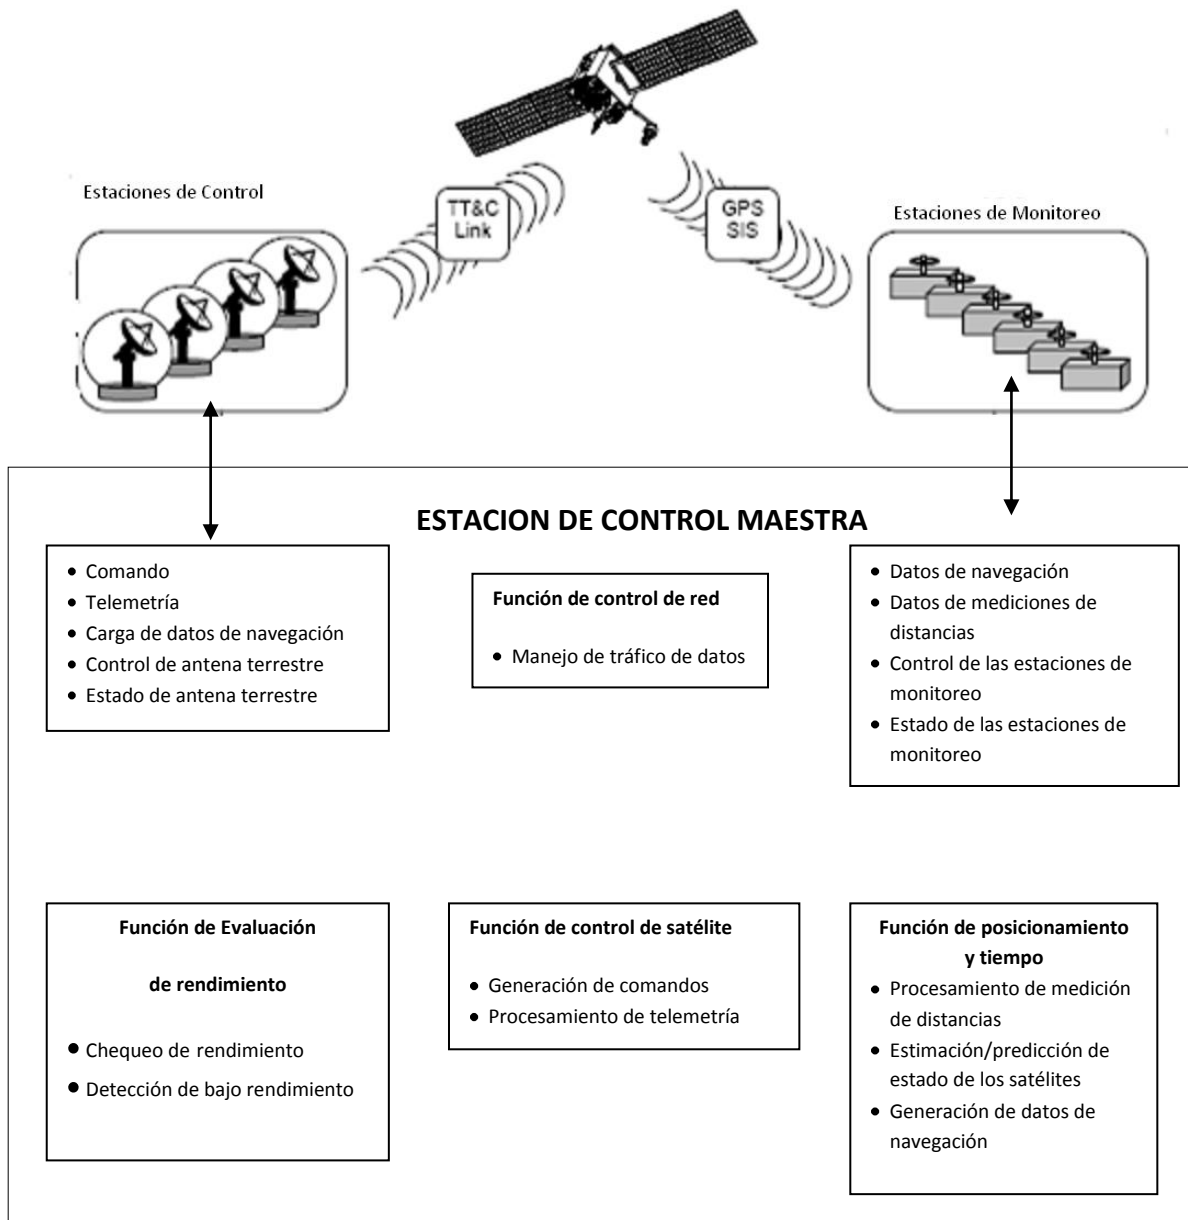 Estaciones de Control
TT&C
Link
GPS
SIS
Estaciones de Monitoreo
ESTACION DE CONTROL MAESTRA
• Comando
• Telemetría
• Carga de datos de navegación
• Control de antena terrestre
• Estado de antena terrestre
Función de control de red
• Manejo de tráfico de datos
• Datos de navegación
• Datos de mediciones de
distancias
• Control de las estaciones de
monitoreo
• Estado de las estaciones de
monitoreo
Función de Evaluación
de rendimiento
• Chequeo de rendimiento
• Detección de bajo rendimiento
Función de control de satélite
• Generación de comandos
• Procesamiento de telemetría
Función de posicionamiento
y tiempo
• Procesamiento de medición
de distancias
• Estimación/predicción de
estado de los satélites
• Generación de datos de
navegación